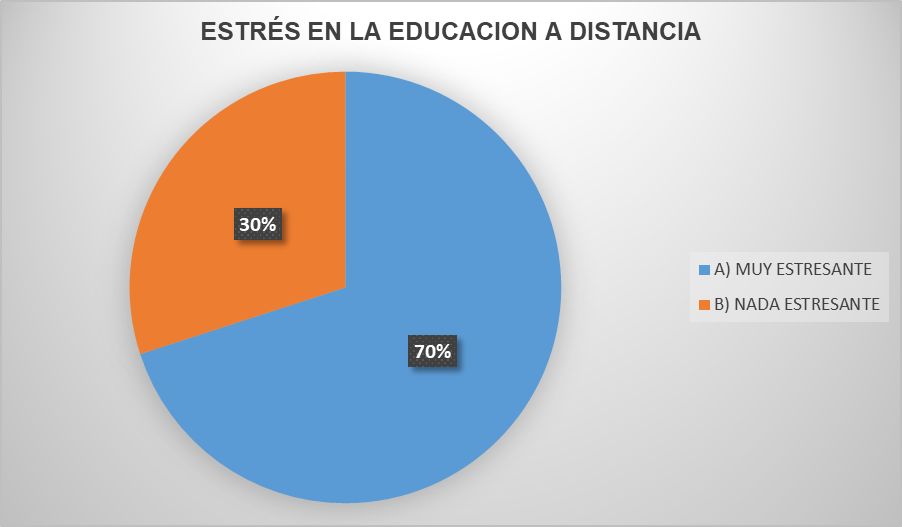 ESTRÉS EN LA EDUCACION A DISTANCIA
30%
70%
A) MUY ESTRESANTE
B) NADA ESTRESANTE